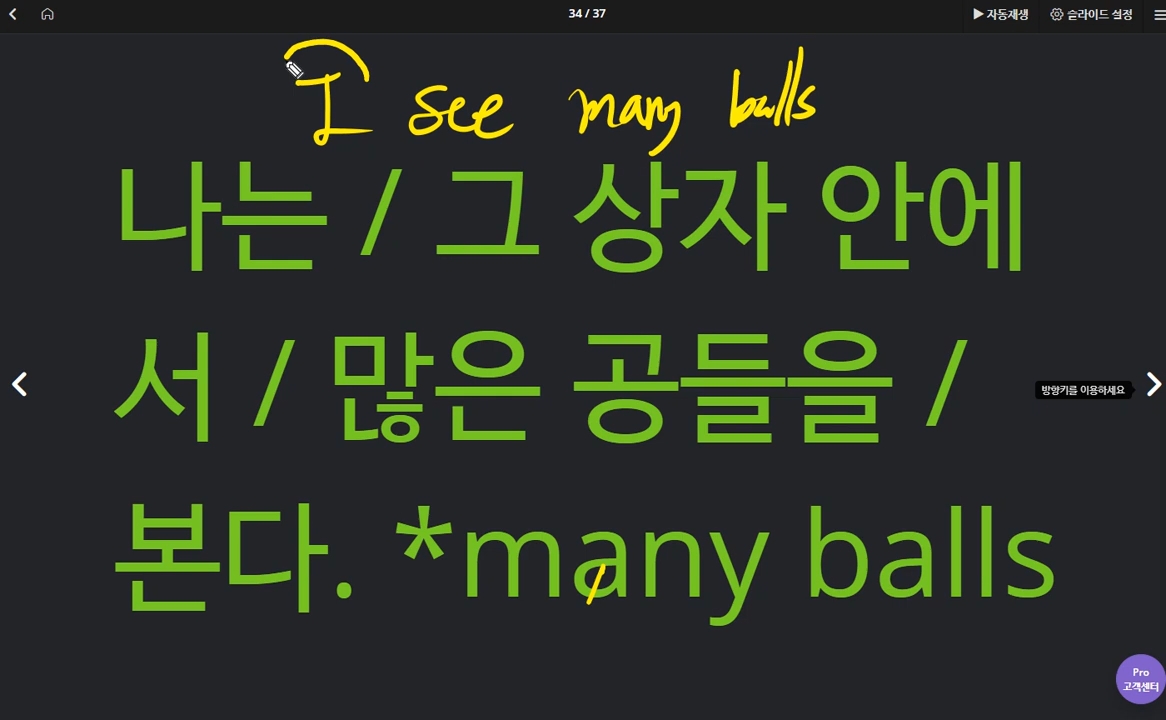 34 / 37
▶ 자동재생
슬라이드 설정
I see many balls
나는 / 그 상자 안에
서 / 많은 공들을 /
방향키를 이용하세요
본다. *many balls
Pro
고객센터